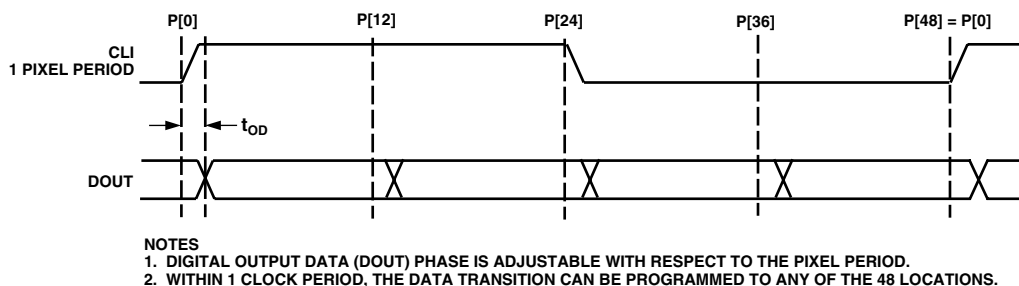 P[0] P[12] P[24] P[36] P[48] = P[0]
CLI
1 PIXEL PERIOD
tOD
DOUT
NOTES
1. DIGITAL OUTPUT DATA (DOUT) PHASE IS ADJUSTABLE WITH RESPECT TO THE PIXEL PERIOD.
2. WITHIN 1 CLOCK PERIOD, THE DATA TRANSITION CAN BE PROGRAMMED TO ANY OF THE 48 LOCATIONS.